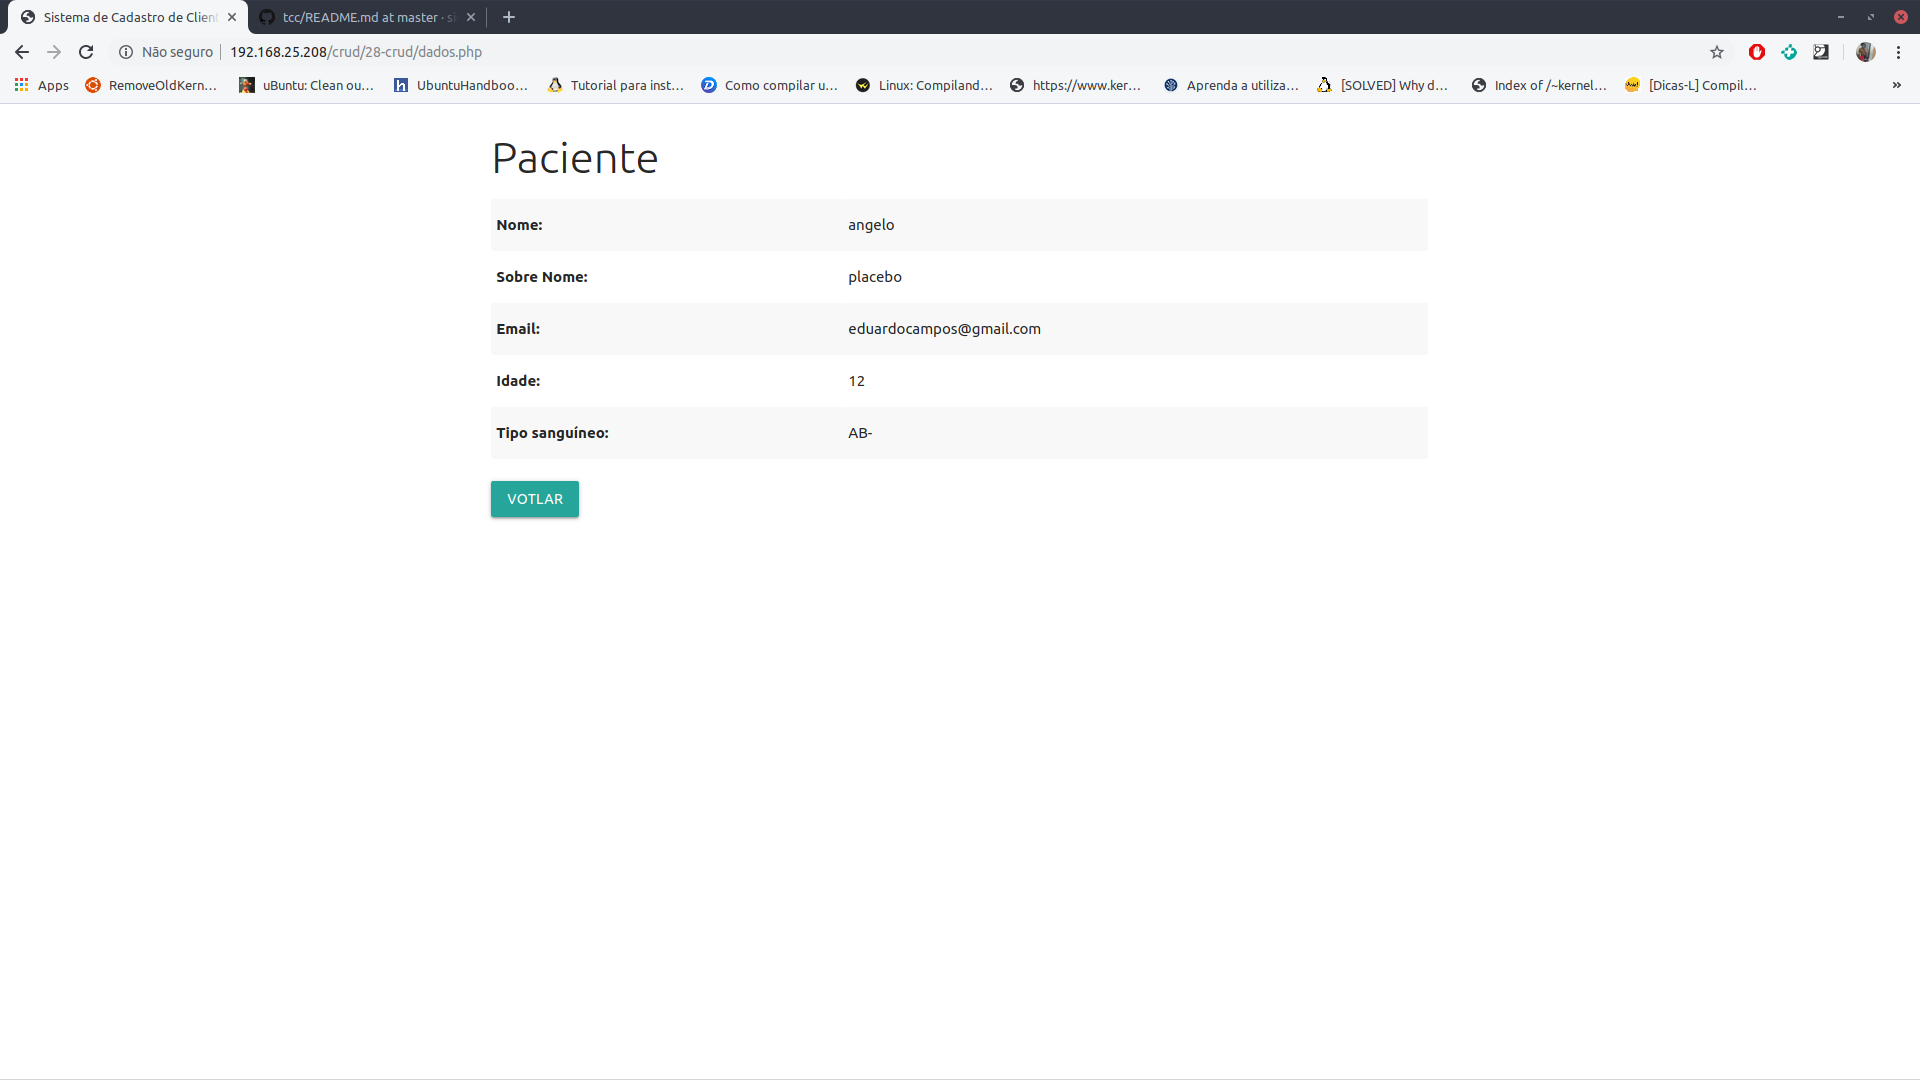 Sistema de Cadastro de Clien
tcc/README.md at master · si
Não seguro 192.168.25.208/crud/28-crud/dados.php
Apps RemoveOldKern... uBuntu: Clean ou... UbuntuHandboo... Tutorial para inst... Como compilar u... Linux: Compiland... https://www.ker... Aprenda a utiliza... [SOLVED] Why d... Index of /~kernel... [Dicas-L] Compil... »
Paciente
Nome: angelo
Sobre Nome: placebo
Email: eduardocampos@gmail.com
Idade: 12
Tipo sanguíneo: AB-
VOTLAR